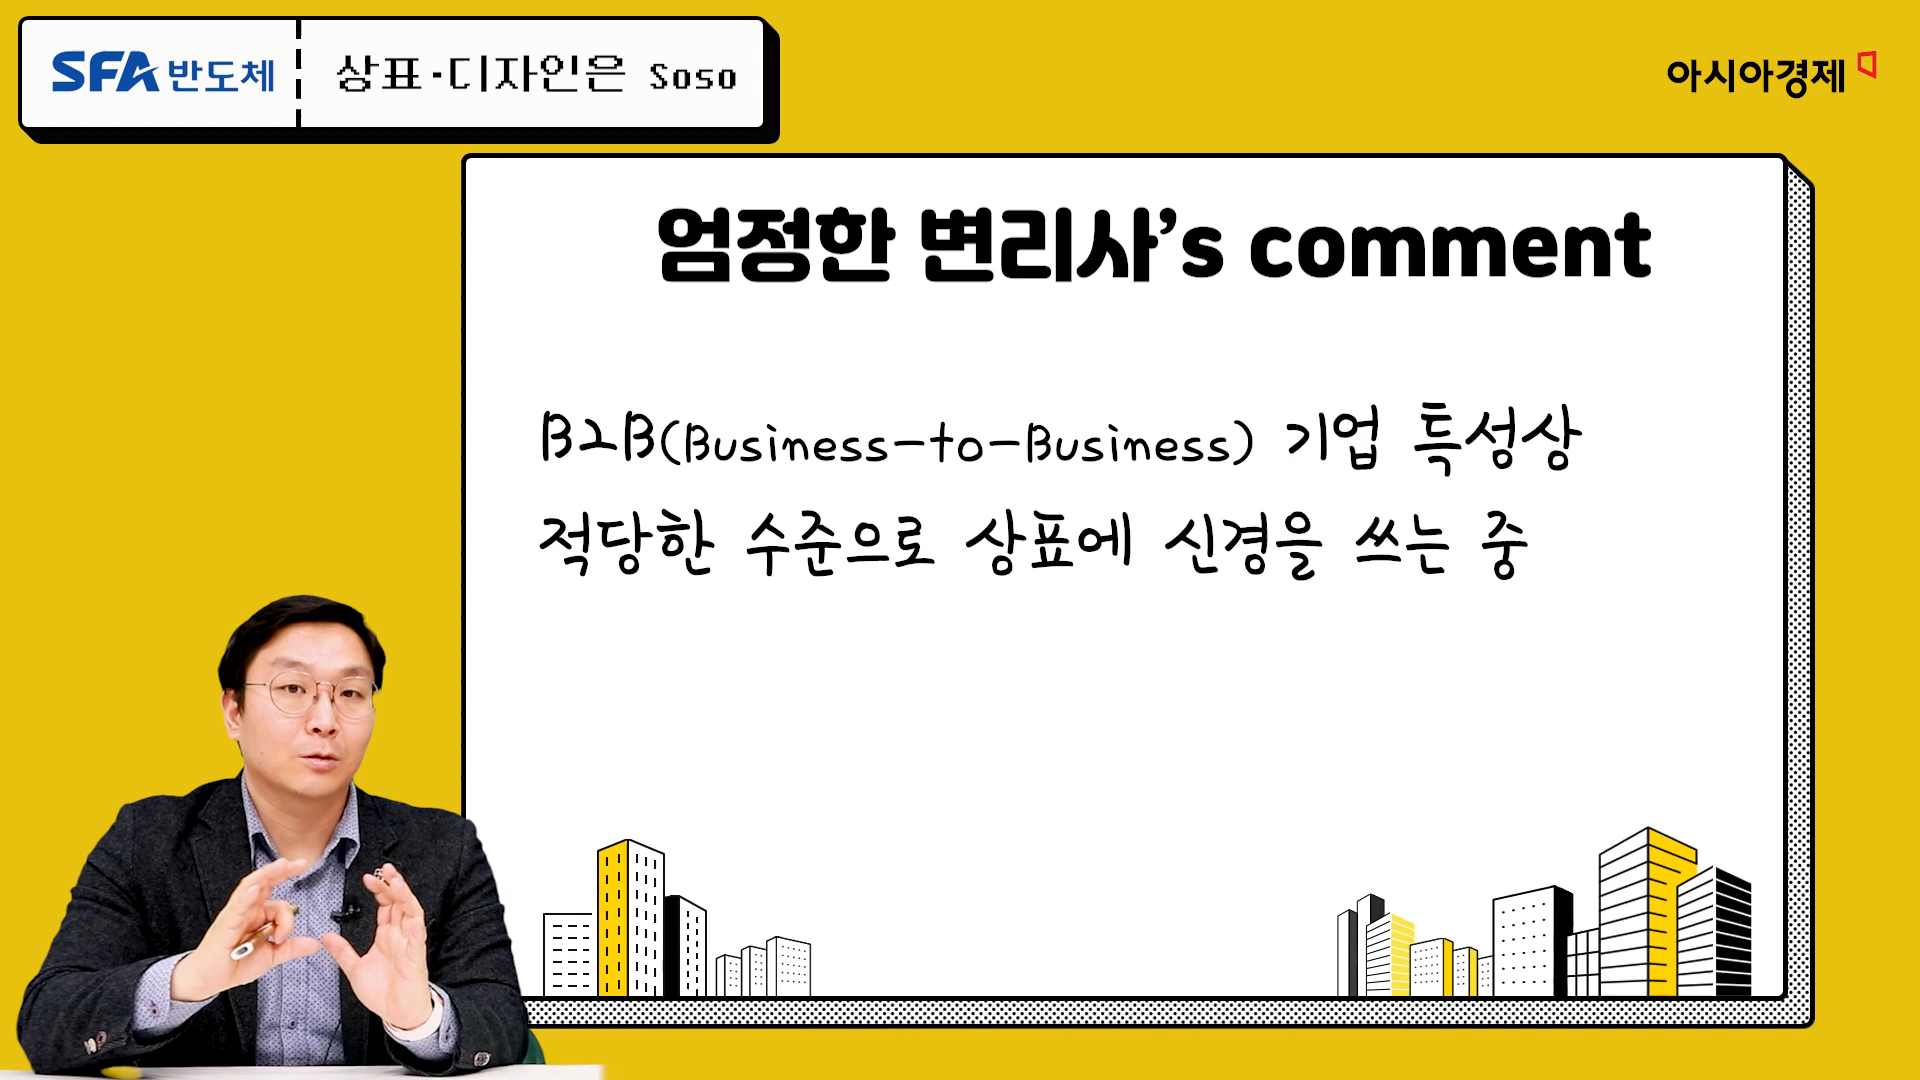 SFA 반도체
상표·디자인은 Soso
아시아경제
엄정한 변리사’s comment
B2B(Business-to-Business) 기업 특성상
적당한 수준으로 상표에 신경을 쓰는 중